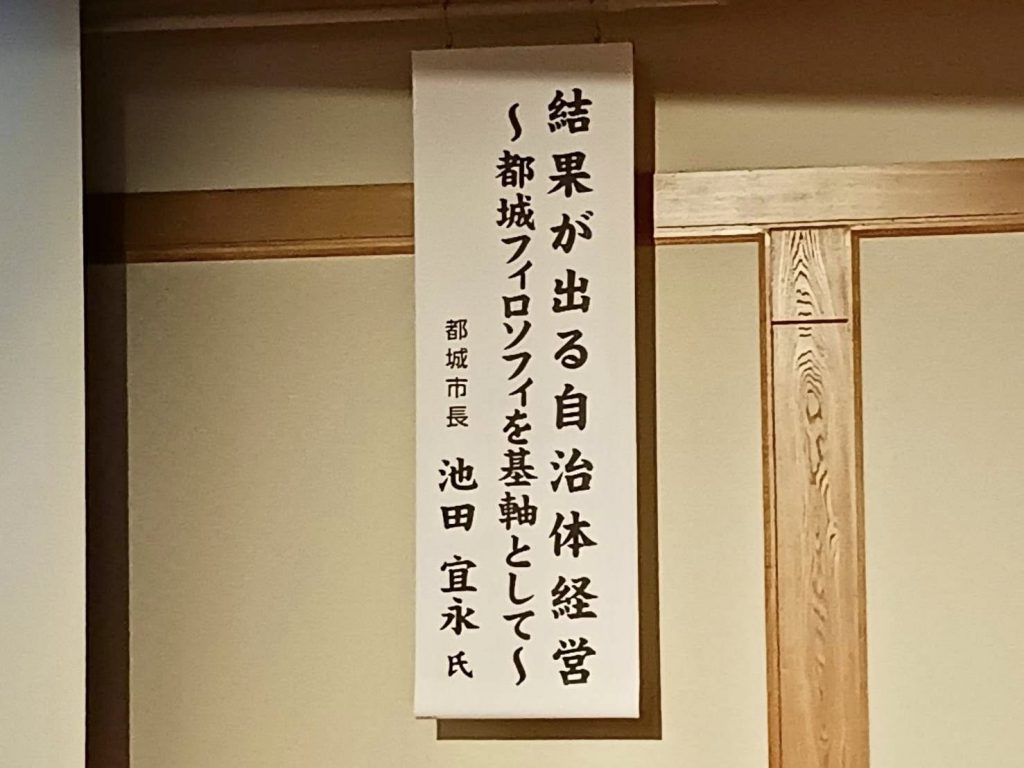 結果が出る自治体経営
～都城フィロソフィを基軸として～
都城市長 池田 宜永 氏